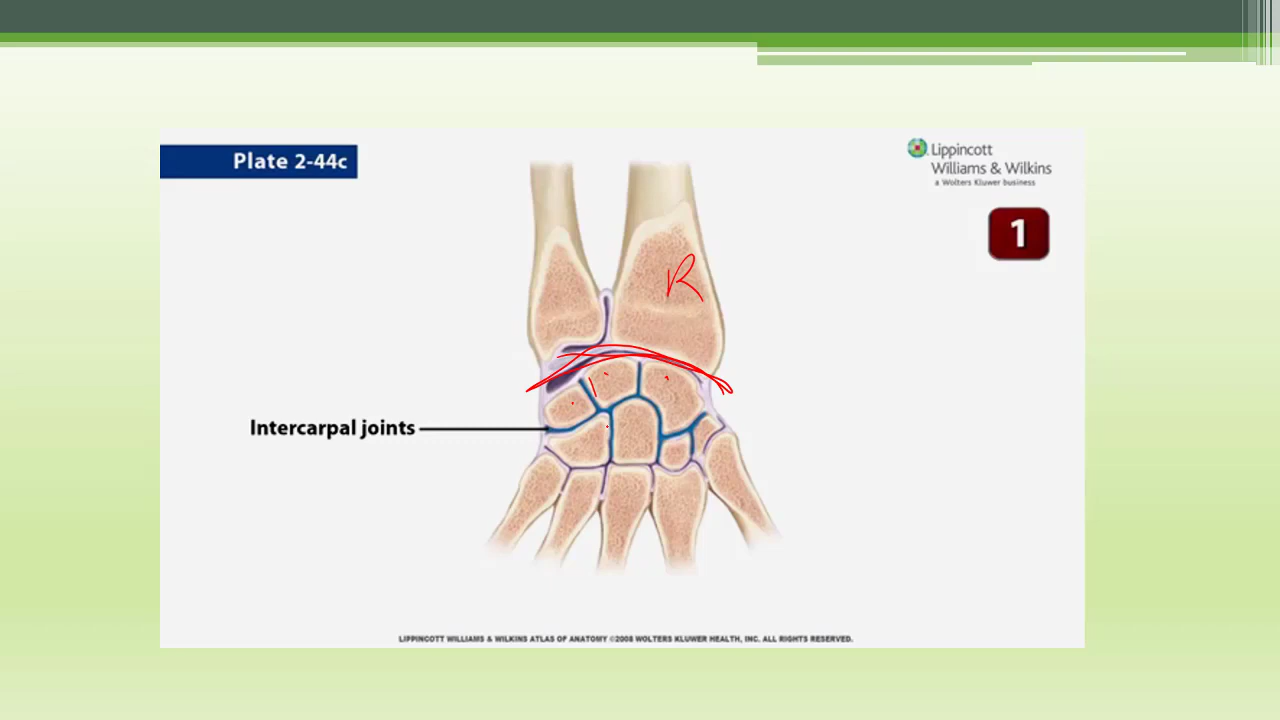 Plate 2-44c
Lippincott
Williams & Wilkins
a Wolters Kluwer business
1
R
Intercarpal joints
LIPPINCOTT WILLIAMS & WILKINS ATLAS OF ANATOMY ©2008 WOLTERS KLUWER HEALTH, INC. ALL RIGHTS RESERVED.